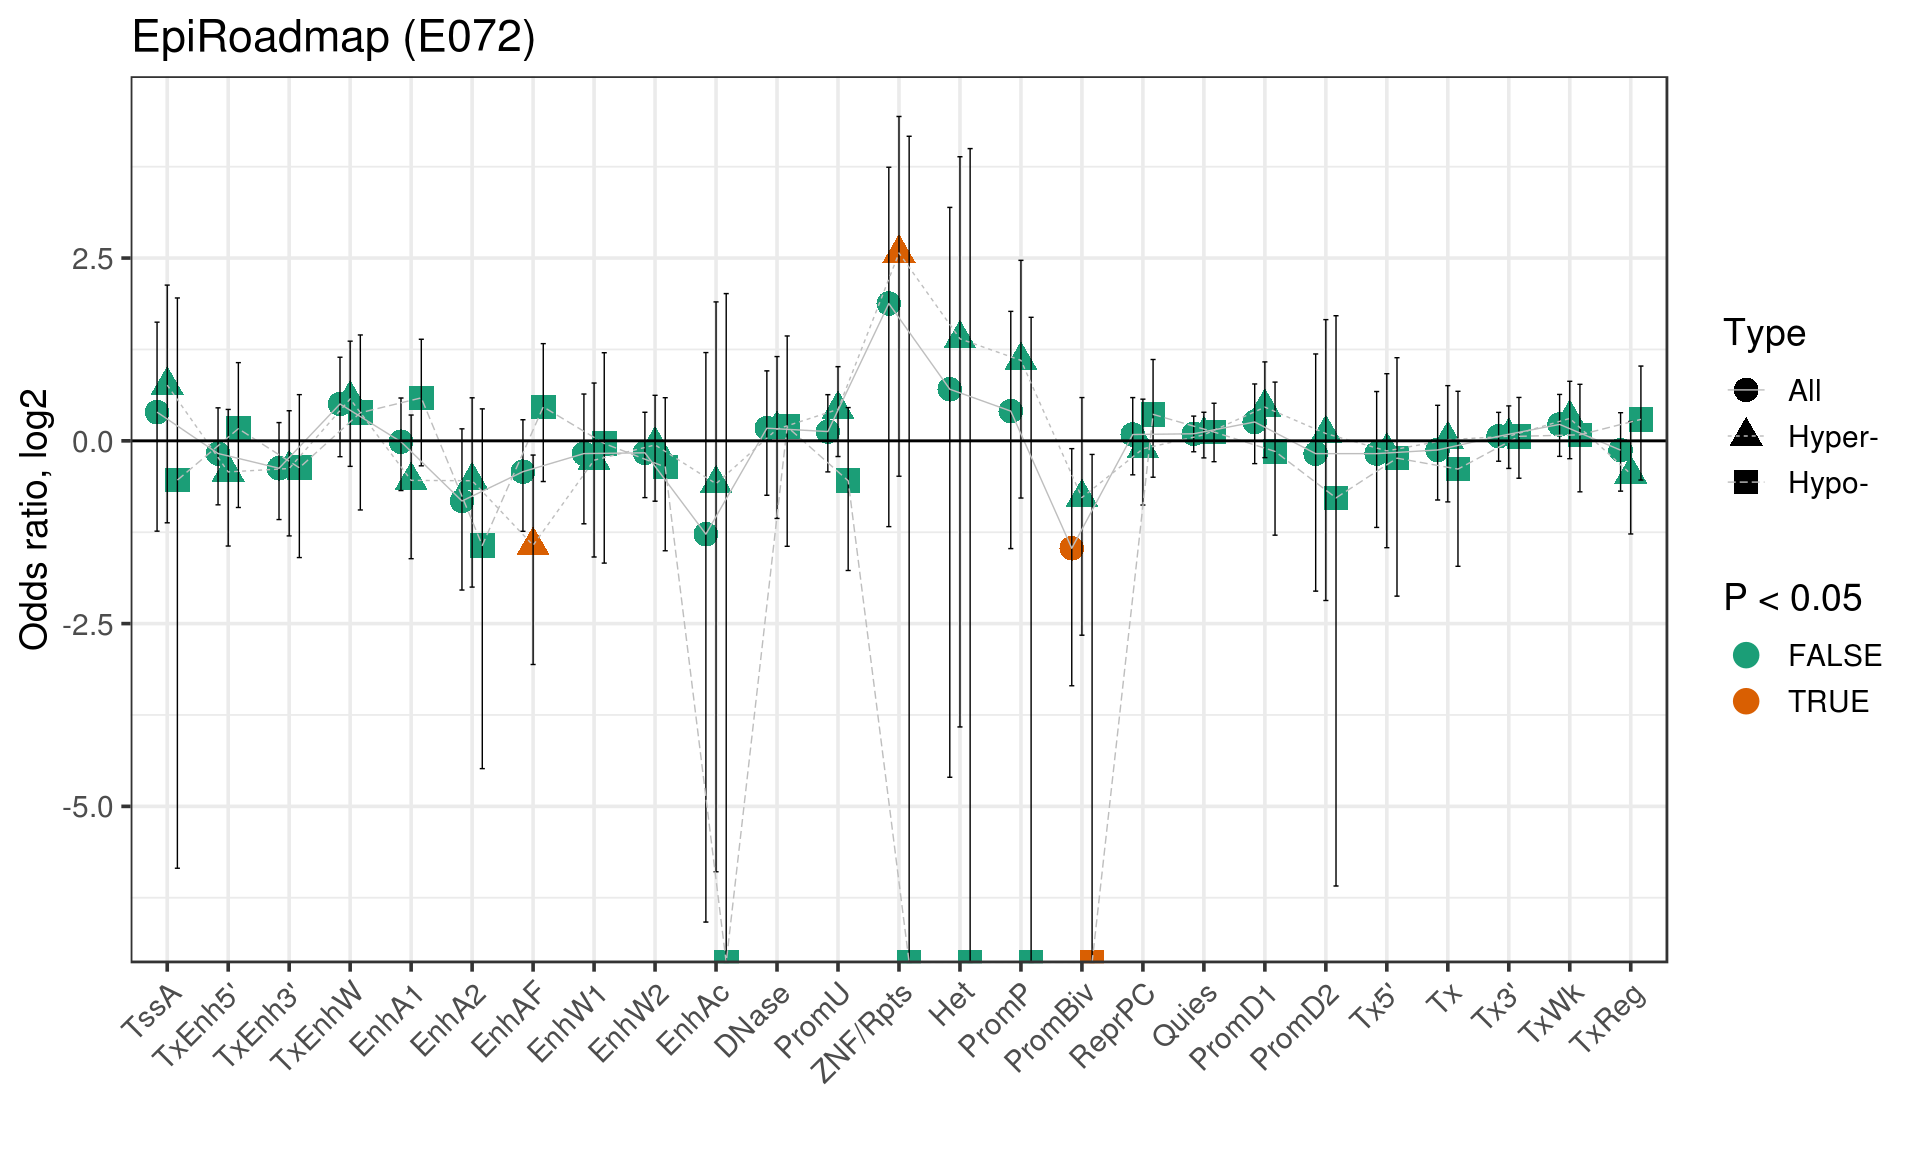 EpiRoadmap (E072)
Odds ratio, log2
2.5
0.0
-2.5
-5.0
TssA
TxEnh5'
TxEnh3'
TxEnhW
EnhA1
EnhA2
EnhAF
EnhW1
EnhW2
EnhAc
DNase
PromU
ZNF/Rpts
Het
PromP
PromBiv
ReprPC
Quies
PromD1
PromD2
Tx5'
Tx
Tx3'
TxWk
TxReg
Type
All
Hyper-
Hypo-
P < 0.05
FALSE
TRUE